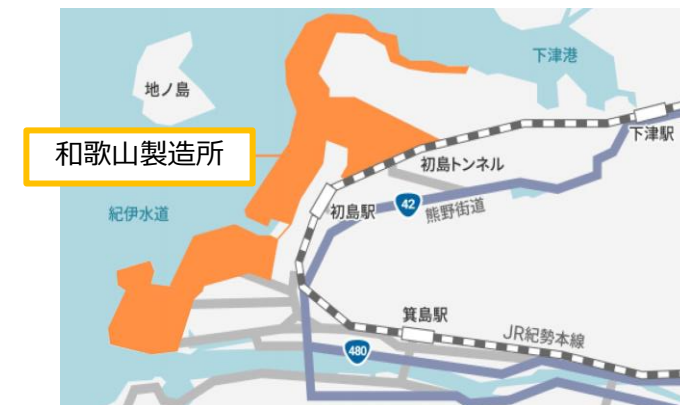 下津港
地ノ島
下津駅
和歌山製造所
初島トンネル
紀伊水道
初島駅
42
熊野街道
箕島駅
JR紀勢本線
480